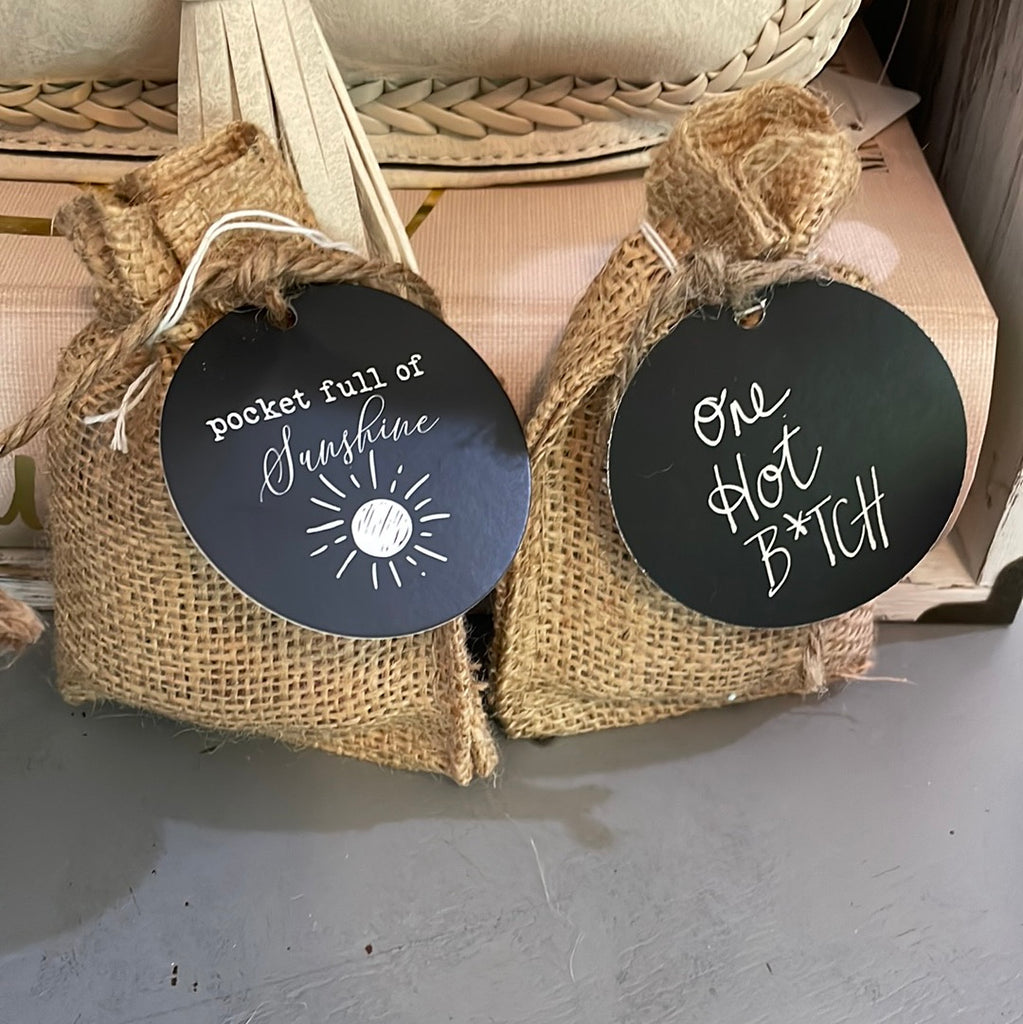 pocket full of
Sunshine
One
Hot
B*TCH